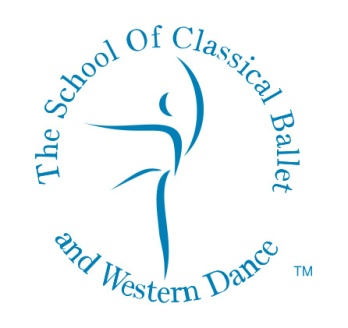 The School Of Classical Ballet
and Western Dance
TM